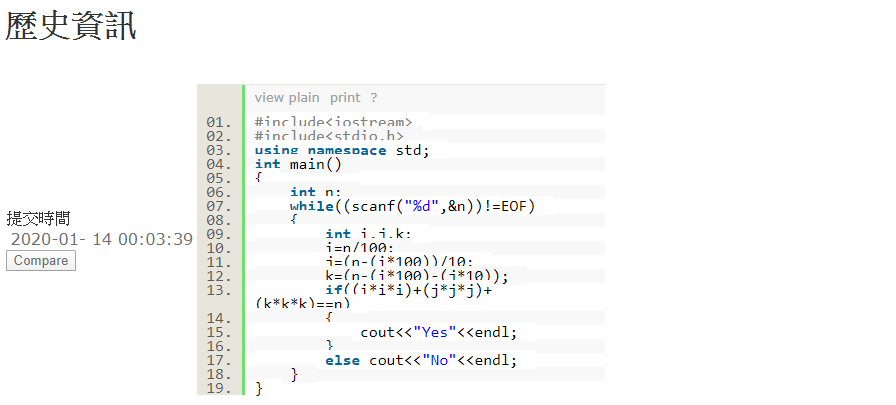 歷史資訊
view plain print ?
01. #include<iostream>
02. #include<stdio.h>
03. using namespace std;
04. int main()
05. {
06. int n;
07. while((scanf("%d",&n))!=EOF)
08. {
09. int i,j,k;
10. i=n/100;
11. j=(n-(i*100))/10;
12. k=(n-(i*100)-(j*10));
13. if((i*i*i)+(j*j*j)+
(k*k*k)==n)
14. {
15. cout<<"Yes"<<endl;
16. }
17. else cout<<"No"<<endl;
18. }
19. }
提交時間
2020-01- 14 00:03:39
Compare